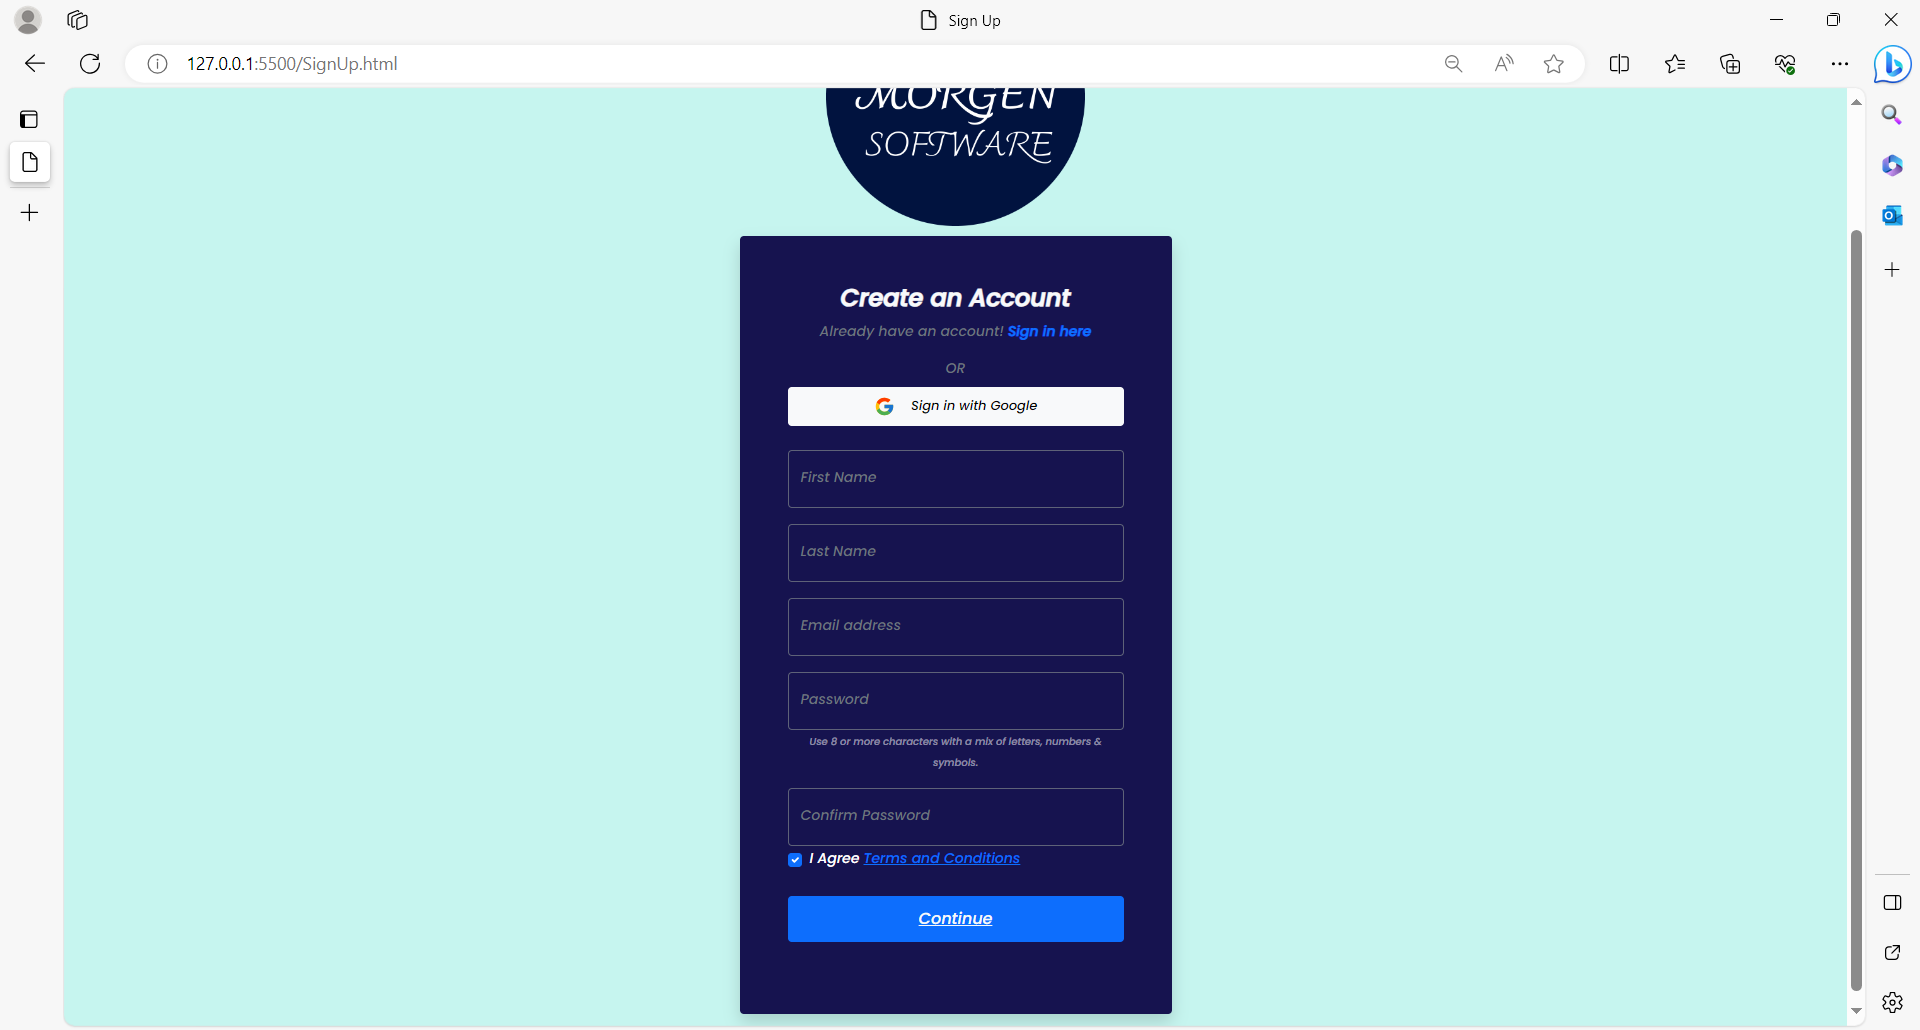 Sign Up
127.0.0.1:5500/SignUp.html
MORGEN
SOFTWARE
Create an Account
Already have an account! Sign in here
OR
Sign in with Google
First Name
Last Name
Email address
Password
Use 8 or more characters with a mix of letters, numbers &
symbols.
Confirm Password
I Agree Terms and Conditions
Continue